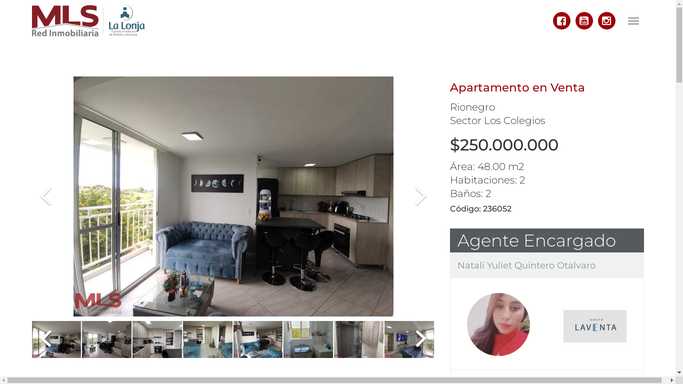 MLS
Red Inmobiliaria
La Lonja
Apartamento en Venta
Rionegro
Sector Los Colegios
$250.000.000
Área: 48.00 m2
Habitaciones: 2
Baños: 2
Código: 236052
MLS
Agente Encargado
Natali Yuliet Quintero Otalvaro
LAVENTA